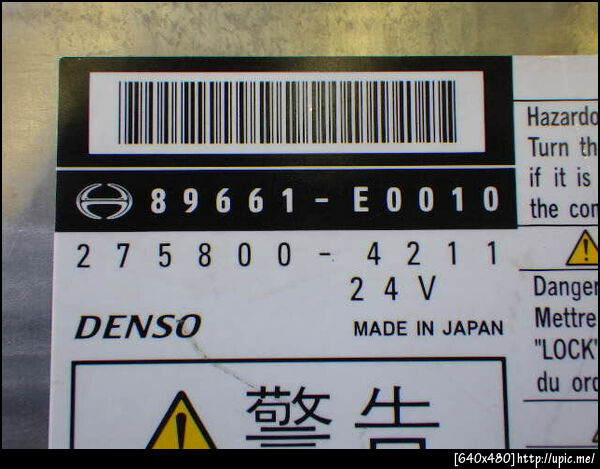 89661-E0010
275800-4211
24V
DENSO MADE IN JAPAN
警告
Hazardo
Turn th
if it is
the con
Danger
Mettre
"LOCK"
du ord
[640x480]http://upic.me/